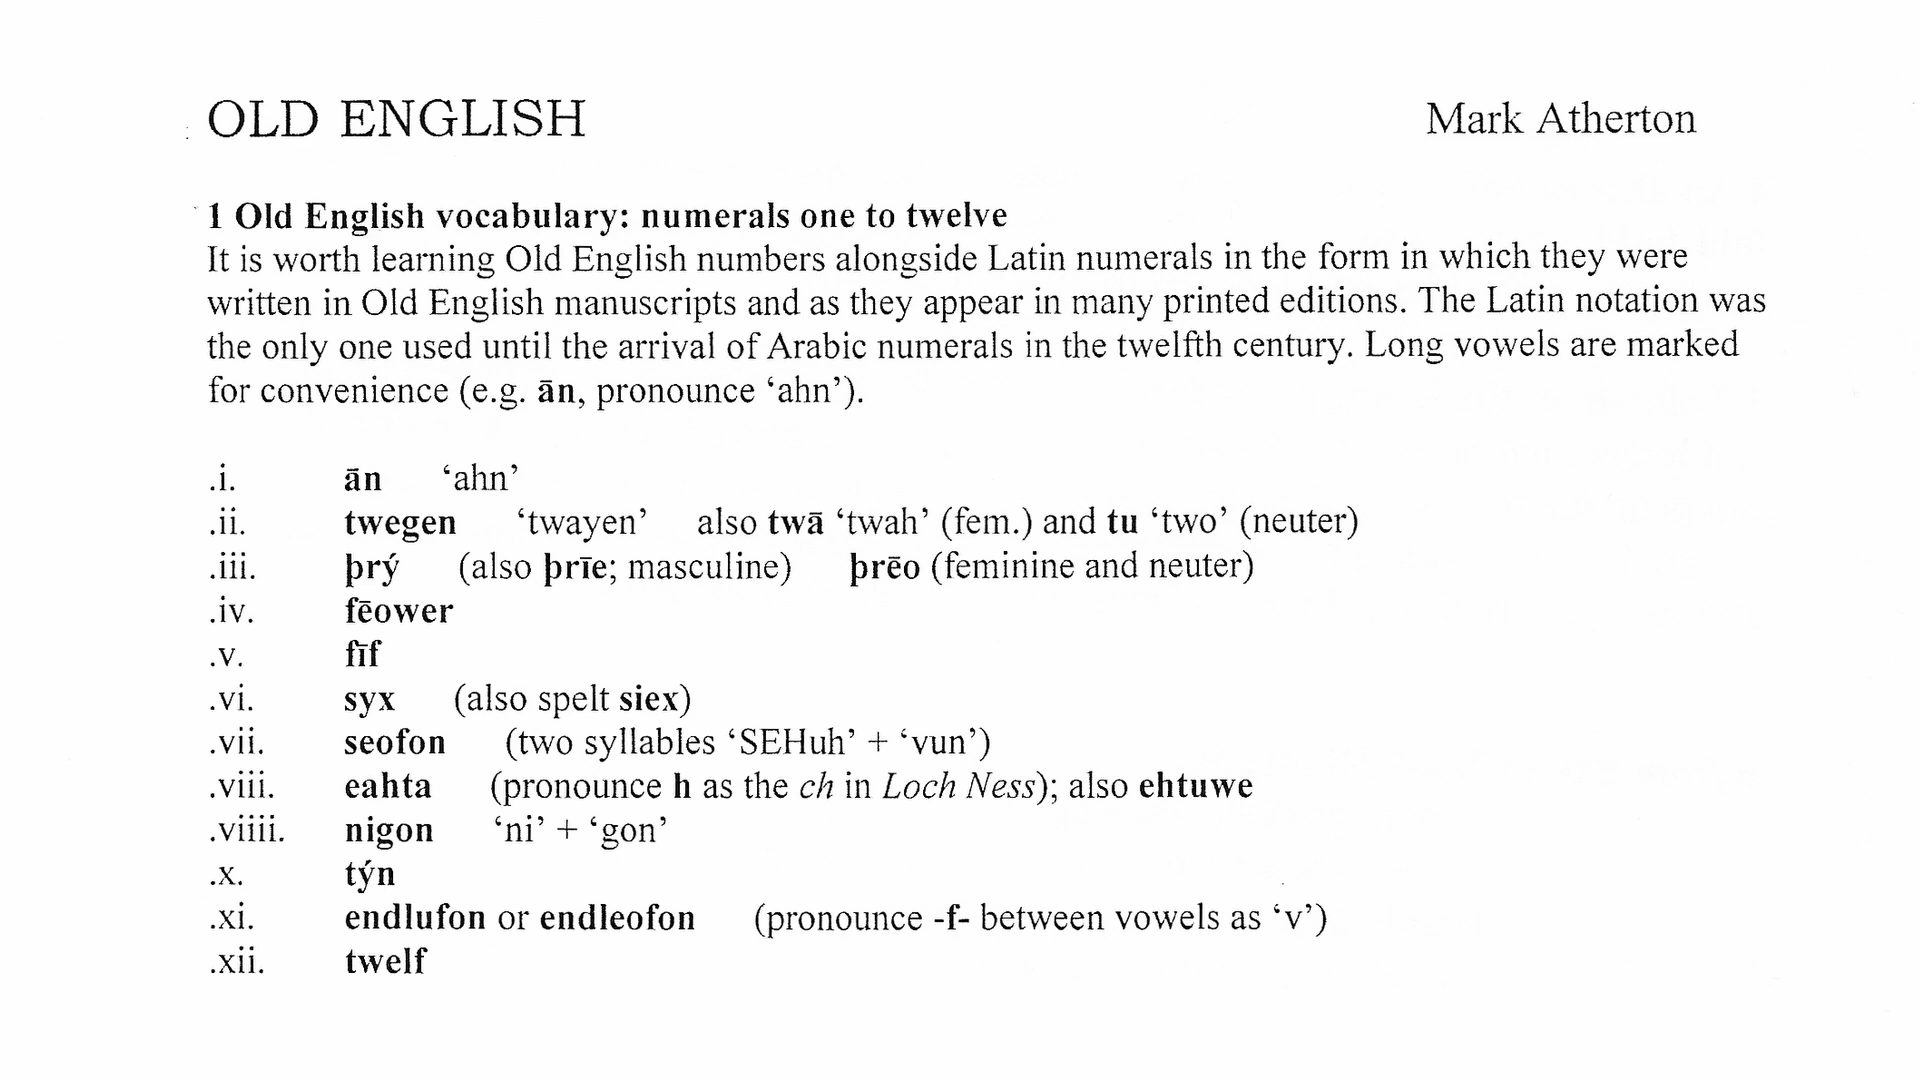 OLD ENGLISH Mark Atherton
1 Old English vocabulary: numerals one to twelve
It is worth learning Old English numbers alongside Latin numerals in the form in which they were
written in Old English manuscripts and as they appear in many printed editions. The Latin notation was
the only one used until the arrival of Arabic numerals in the twelfth century. Long vowels are marked
for convenience (e.g. ān, pronounce ‘ahn’).
.i. ān ‘ahn’
.ii. twegen ‘twayen’ also twā ‘twah’ (fem.) and tu ‘two’ (neuter)
.iii. þrý (also þrīe; masculine) þrēo (feminine and neuter)
.iv. fēower
.v. fīf
.vi. syx (also spelt siex)
.vii. seofon (two syllables ‘SEHuh’ + ‘vun’)
.viii. eahta (pronounce h as the ch in Loch Ness); also ehtuwe
.viiii. nigon ‘ni’ + ‘gon’
.x. týn
.xi. endlufon or endleofon (pronounce -f- between vowels as ‘v’)
.xii. twelf